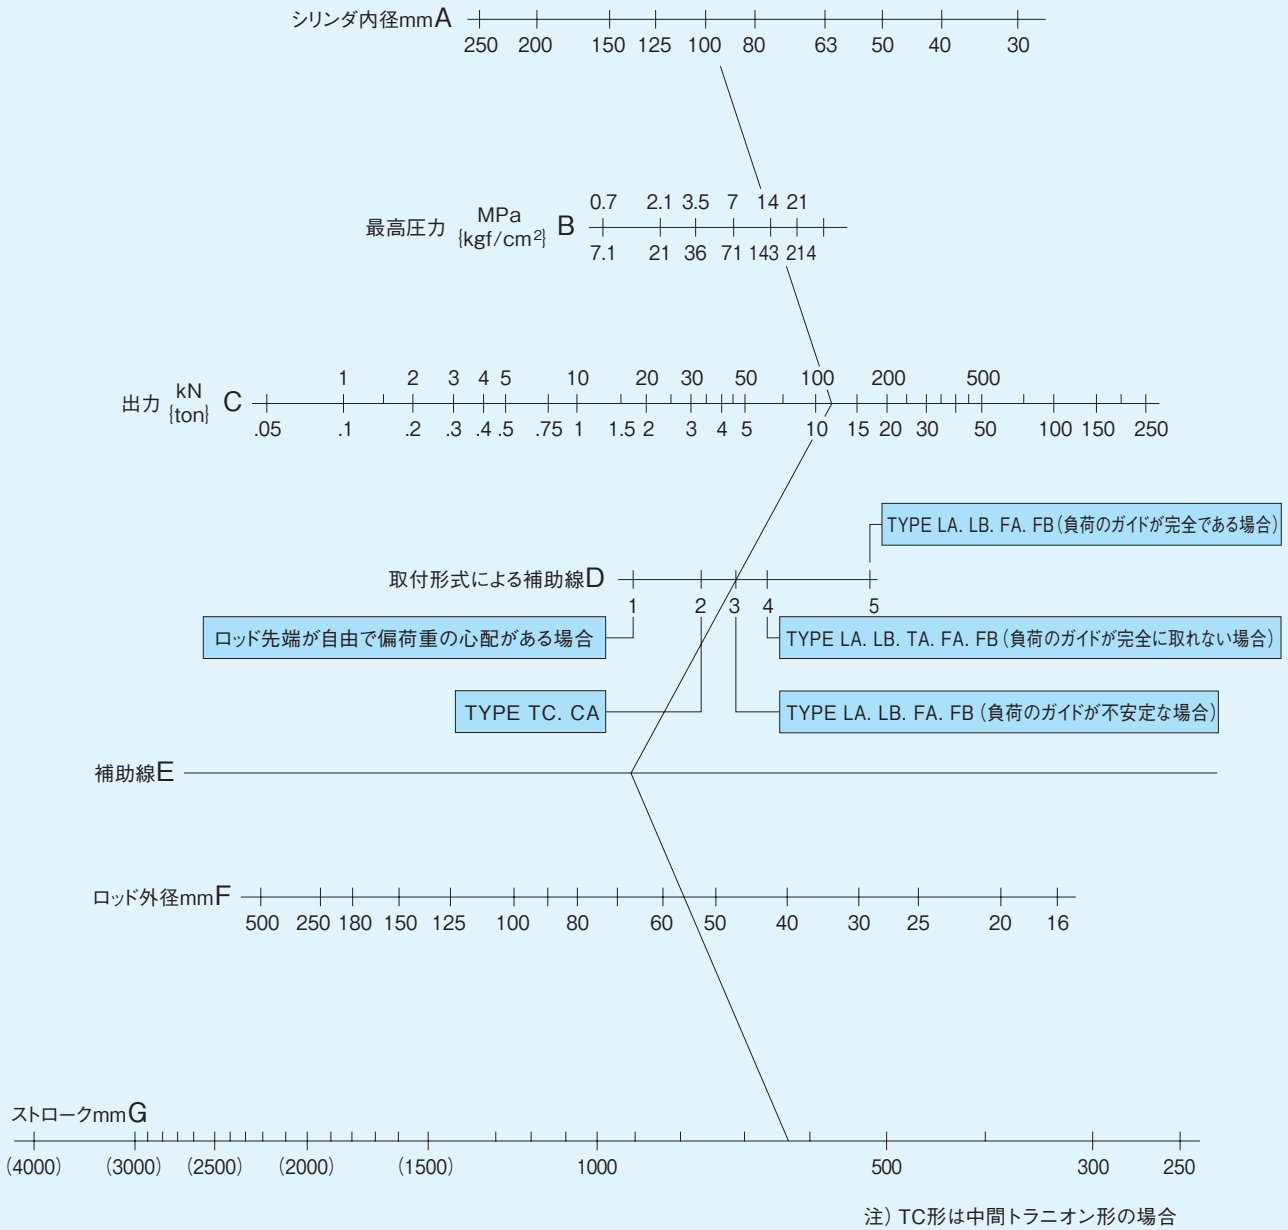 シリンダ内径mmA
250 200 150 125 100 80 63 50 40 30
0.7 2.1 3.5 7 14 21
最高圧力 MPa {kgf/cm²} B
7.1 21 36 71 143 214
1 2 3 4 5 10 20 30 50 100 200 500
出力 kN {ton} C
.05 .1 .2 .3 .4 .5 .75 1 1.5 2 3 4 5 10 15 20 30 50 100 150 250
TYPE LA. LB. FA. FB(負荷のガイドが完全である場合)
取付形式による補助線D
1 2 3 4 5
ロッド先端が自由で偏荷重の心配がある場合
TYPE LA. LB. TA. FA. FB(負荷のガイドが完全に取れない場合)
TYPE TC. CA
TYPE LA. LB. FA. FB(負荷のガイドが不安定な場合)
補助線E
ロッド外径mmF
500 250 180 150 125 100 80 60 50 40 30 25 20 16
ストロークmmG
(4000) (3000) (2500) (2000) (1500) 1000 500 300 250
注)TC形は中間トラニオン形の場合